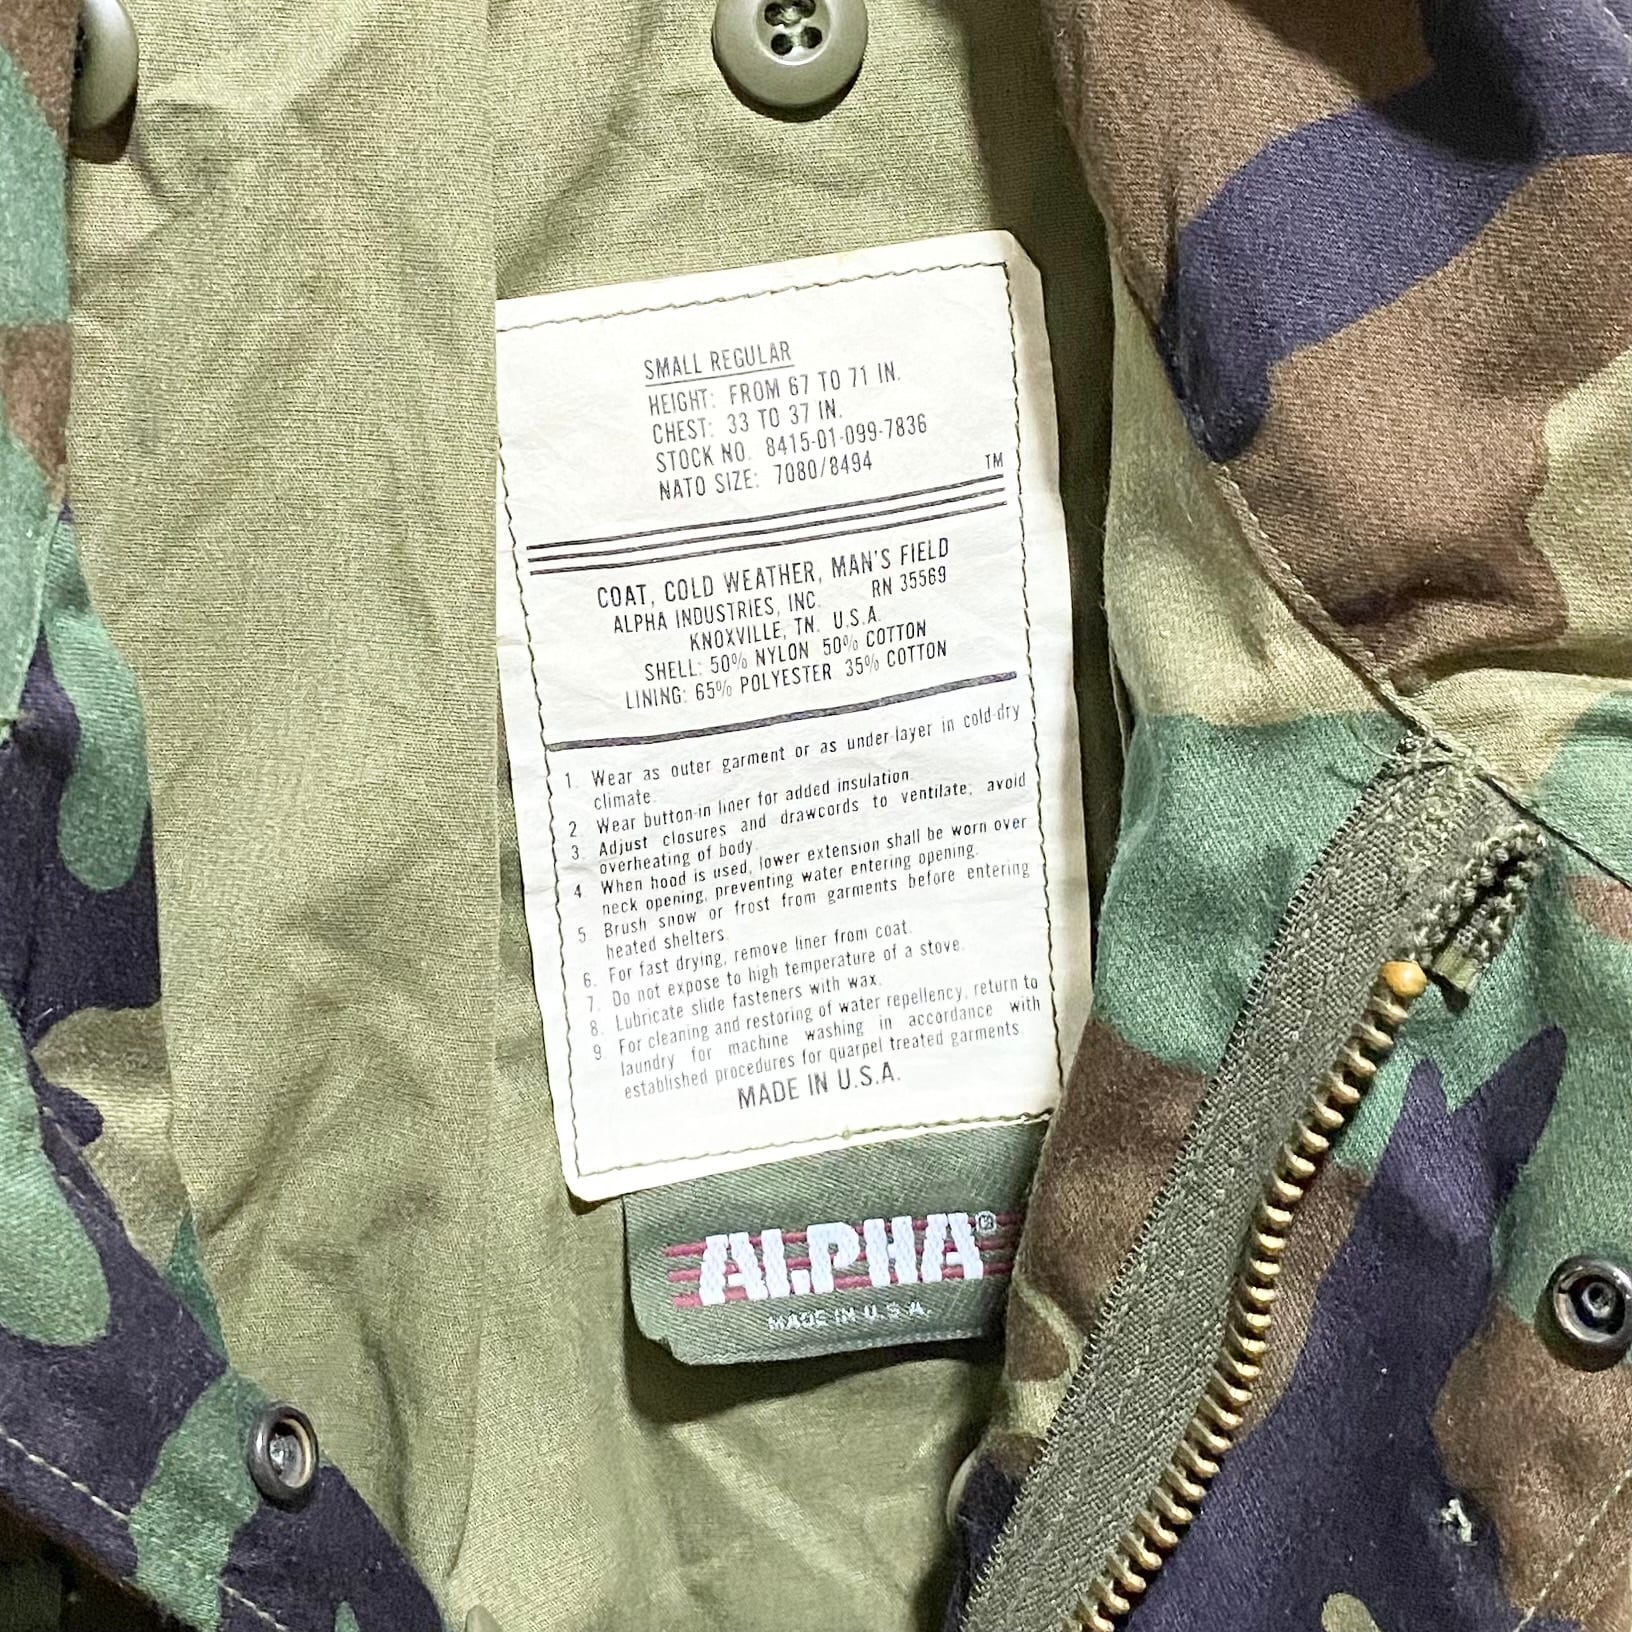 SMALL REGULAR
HEIGHT: FROM 67 TO 71 IN.
CHEST: 33 TO 37 IN.
STOCK NO. 8415-01-099-7836
NATO SIZE: 7080/8494
TM
COAT, COLD WEATHER, MAN'S FIELD
ALPHA INDUSTRIES, INC. RN 35569
KNOXVILLE, TN. U.S.A.
SHELL: 50% NYLON 50% COTTON
LINING: 65% POLYESTER 35% COTTON
1. Wear as outer garment or as under-layer in cold-dry
climate.
2. Wear button-in liner for added insulation.
3. Adjust closures and drawcords to ventilate; avoid
overheating of body.
4. When hood is used, lower extension shall be worn over
neck opening, preventing water entering opening.
5. Brush snow or frost from garments before entering
heated shelters.
6. For fast drying, remove liner from coat.
7. Do not expose to high temperature of a stove.
8. Lubricate slide fasteners with wax.
9. For cleaning and restoring of water repellency, return to
laundry for machine washing in accordance with
established procedures for quarpel treated garments.
MADE IN U.S.A.
ALPHA®
MADE IN U.S.A.